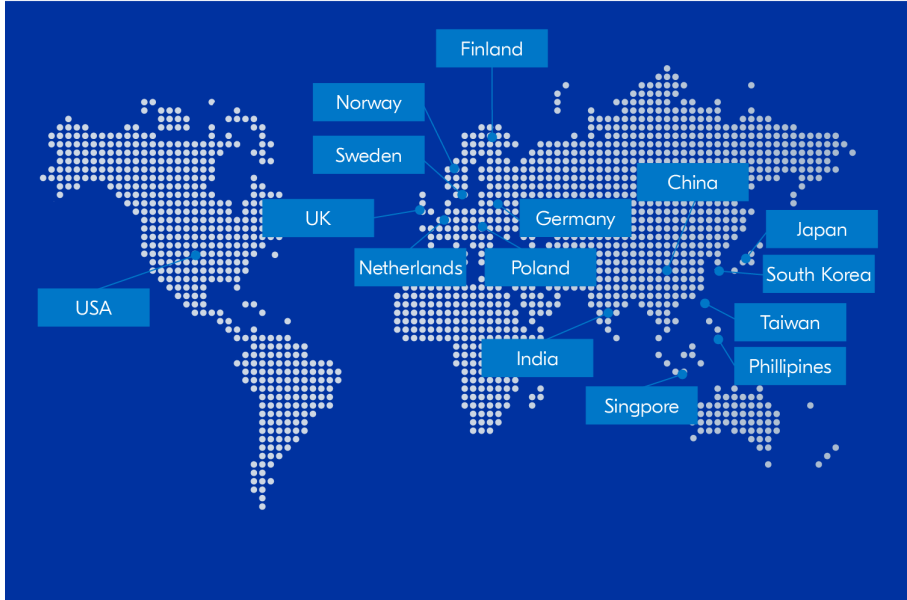 Finland
Norway
Sweden
China
UK
Germany
Japan
Netherlands
Poland
South Korea
USA
Taiwan
India
Phillipines
Singpore